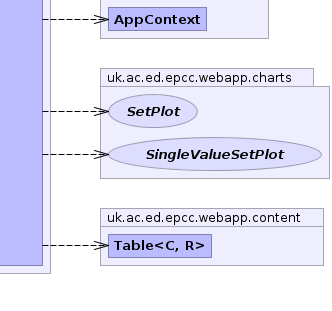 AppContext
uk.ac.ed.epcc.webapp.charts
SetPlot
SingleValueSetPlot
uk.ac.ed.epcc.webapp.content
Table<C, R>